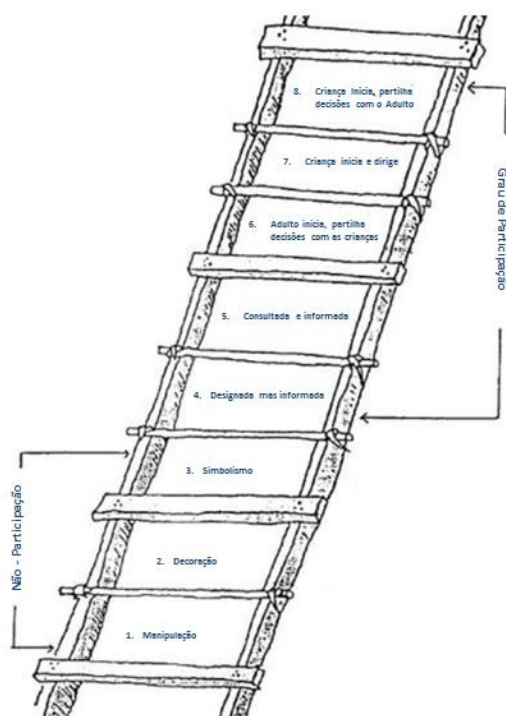 8. Criança Inicia, partilha
decisões com o Adulto
7. Criança inicia e dirige
6. Adulto inicia, partilha
decisões com as crianças
5. Consultada e informada
4. Designada mas informada
3. Simbolismo
2. Decoração
1. Manipulação
Grau de Participação
Não - Participação